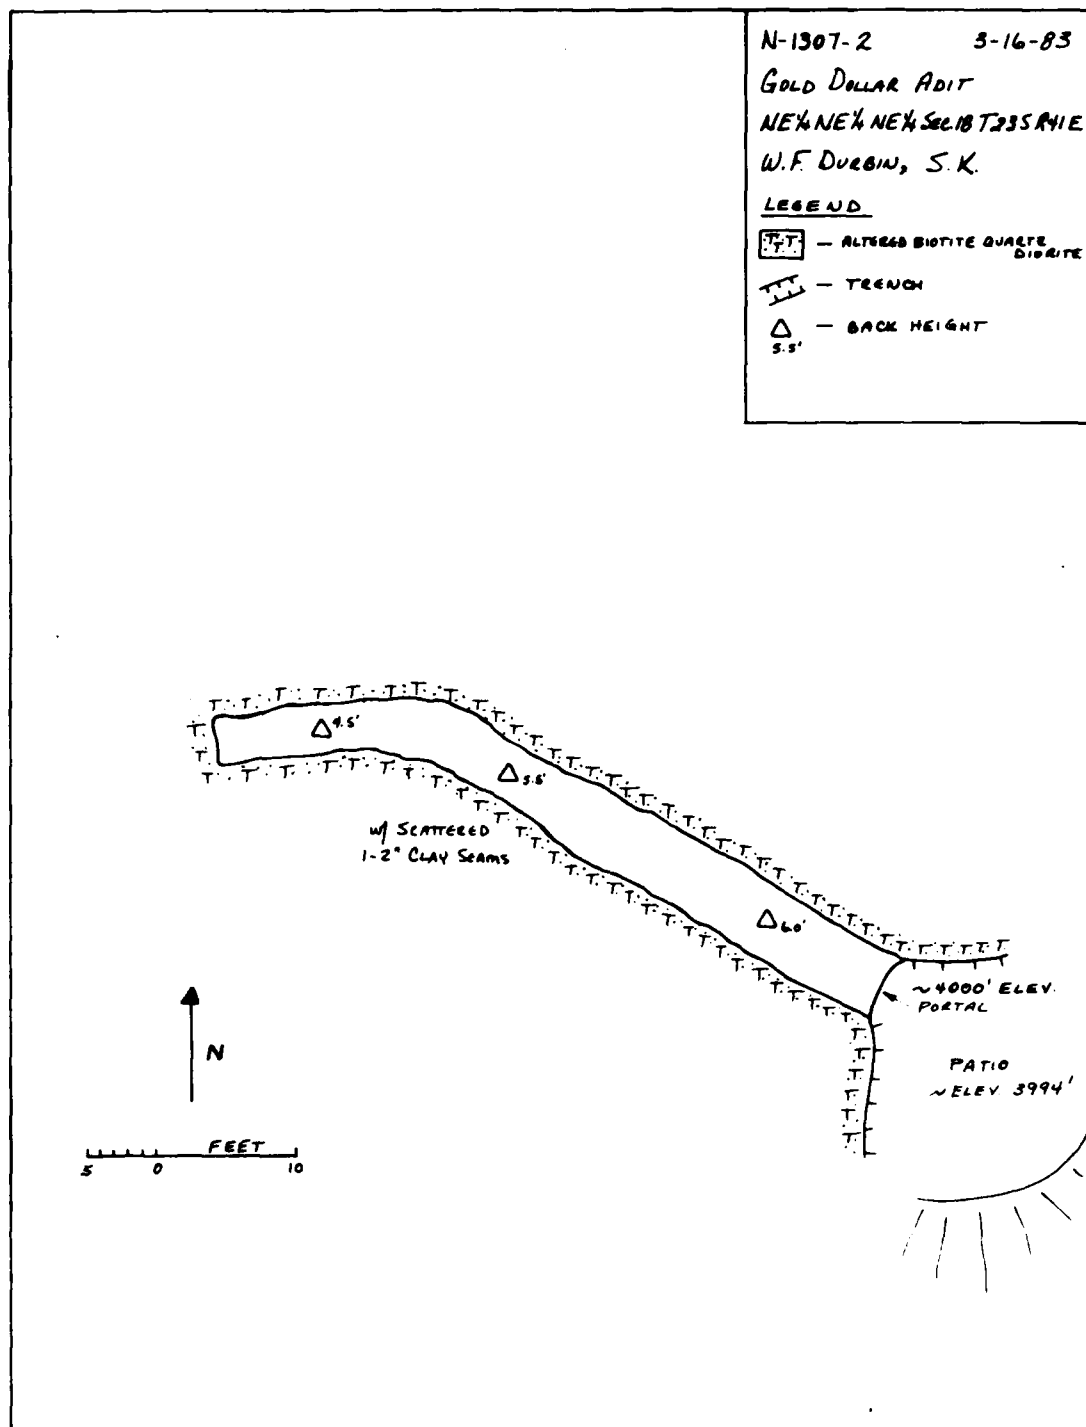 N-1307-2 3-16-83
GOLD DOLLAR ADIT
NE¼ NE¼ NE¼ Sec.18 T23S R41E
W.F. DURBIN, S.K.
LEGEND
— ALTERED BIOTITE QUARTZ
DIORITE
— TRENCH
— BACK HEIGHT
5.5'
4.5'
5.5'
W/ SCATTERED
1-2" CLAY SEAMS
6.0'
~4000' ELEV.
PORTAL
N
PATIO
~ELEV. 3994'
FEET
5 0 10